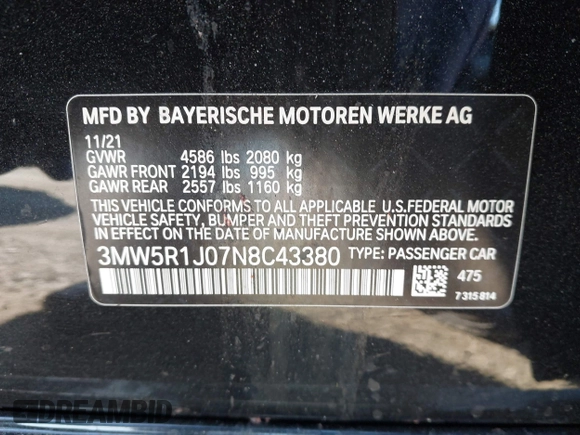 MFD BY BAYERISCHE MOTOREN WERKE AG
11/21
GVWR 4586 lbs 2080 kg
GAWR FRONT 2194 lbs 995 kg
GAWR REAR 2557 lbs 1160 kg
THIS VEHICLE CONFORMS TO ALL APPLICABLE U.S.FEDERAL MOTOR
VEHICLE SAFETY, BUMPER AND THEFT PREVENTION STANDARDS
IN EFFECT ON THE DATE OF MANUFACTURE SHOWN ABOVE.
3MW5R1J07N8C43380 TYPE: PASSENGER CAR
475
7315814
DREAMBID